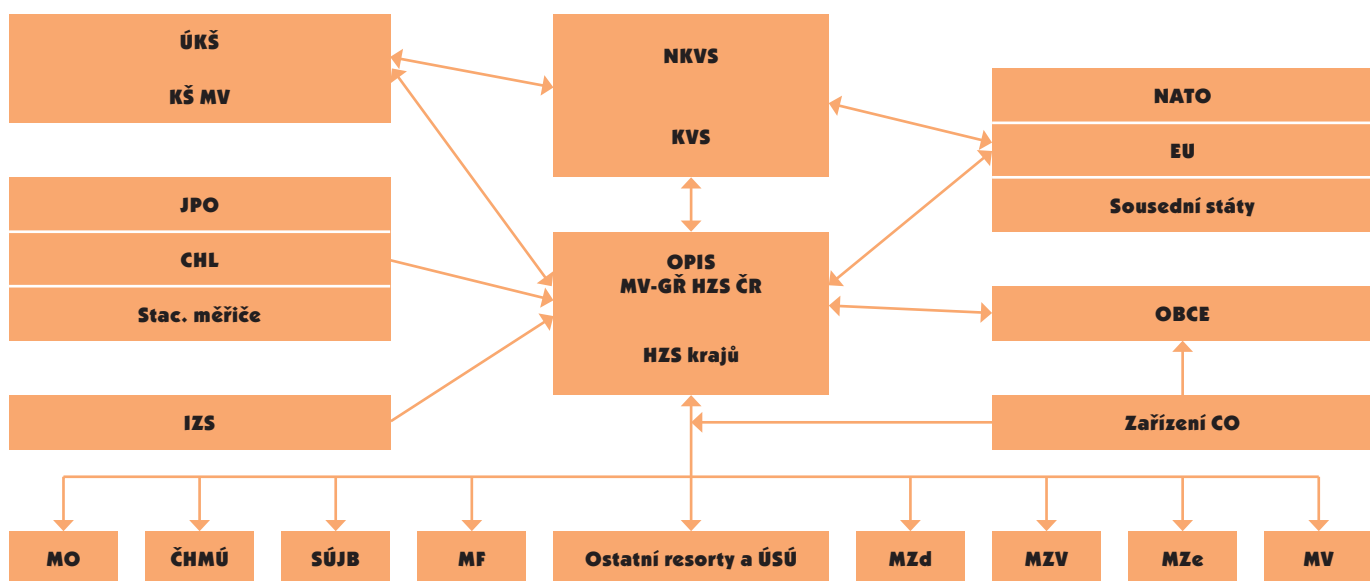 ÚKŠ
KŠ MV
NKVS
KVS
NATO
EU
Sousední státy
JPO
CHL
Stac. měřiče
OPIS
MV-GŘ HZS ČR
HZS krajů
OBCE
IZS
Zařízení CO
MO
ČHMÚ
SÚJB
MF
Ostatní resorty a ÚSÚ
MZd
MZV
MZe
MV